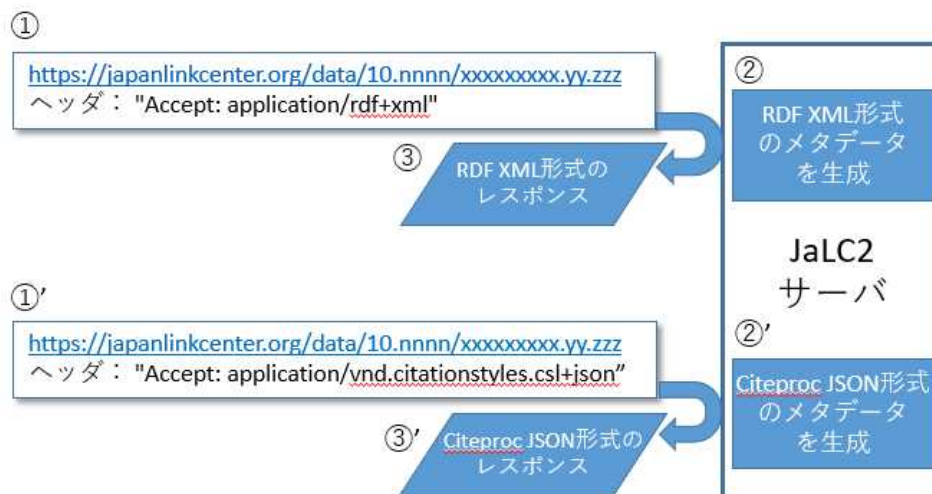 ①
https://japanlinkcenter.org/data/10.nnnn/xxxxxxxxx.yy.zzz
ヘッダ： "Accept: application/rdf+xml"
②
RDF XML形式
のメタデータ
を生成
③
RDF XML形式の
レスポンス
JaLC2
サーバ
①’
https://japanlinkcenter.org/data/10.nnnn/xxxxxxxxx.yy.zzz
ヘッダ： "Accept: application/vnd.citationstyles.csl+json”
②’
Citeproc JSON形式
のメタデータ
を生成
③’
Citeproc JSON形式の
レスポンス